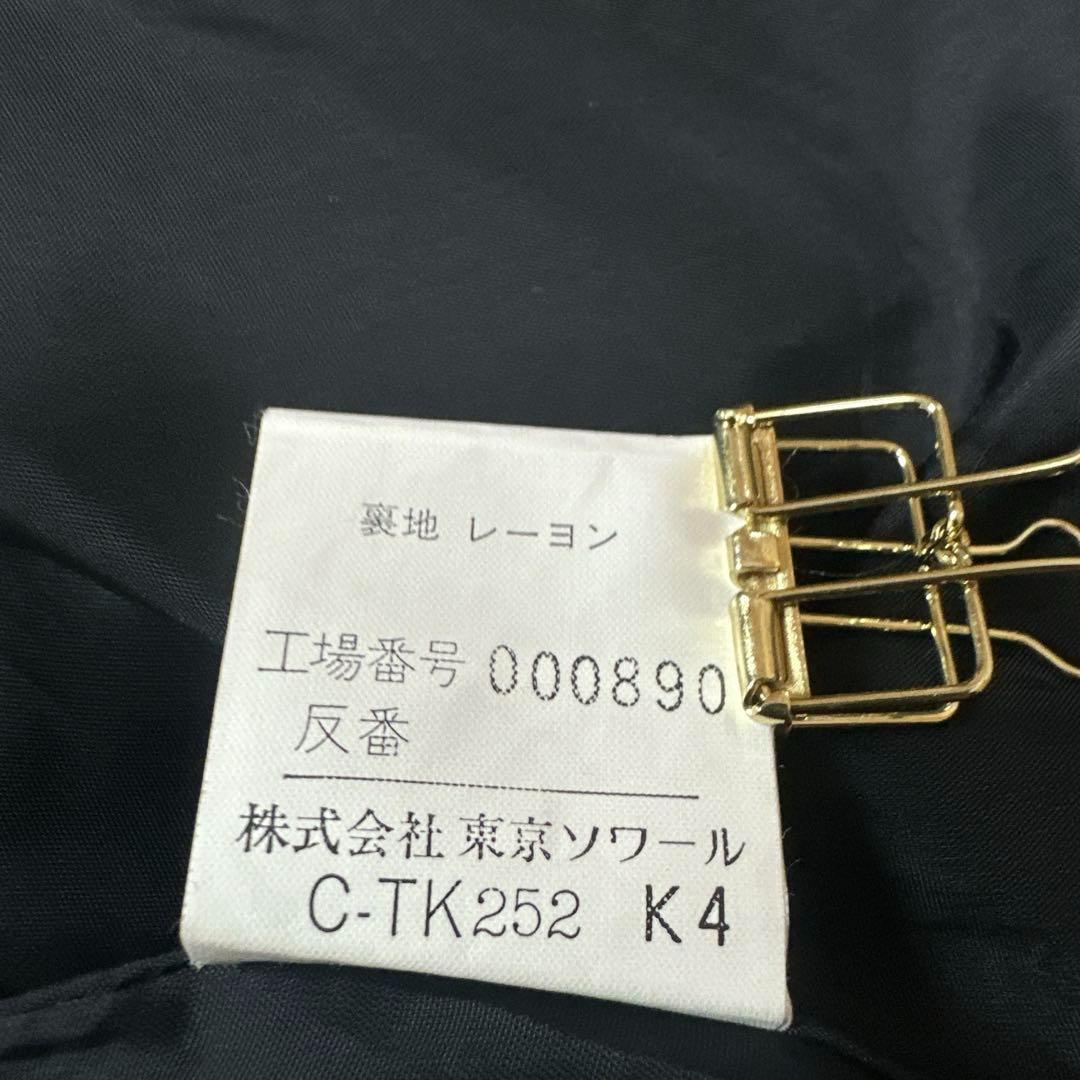 裏地 レーヨン
工場番号 000890
反番
株式会社 東京ソワール
C-TK252 K4